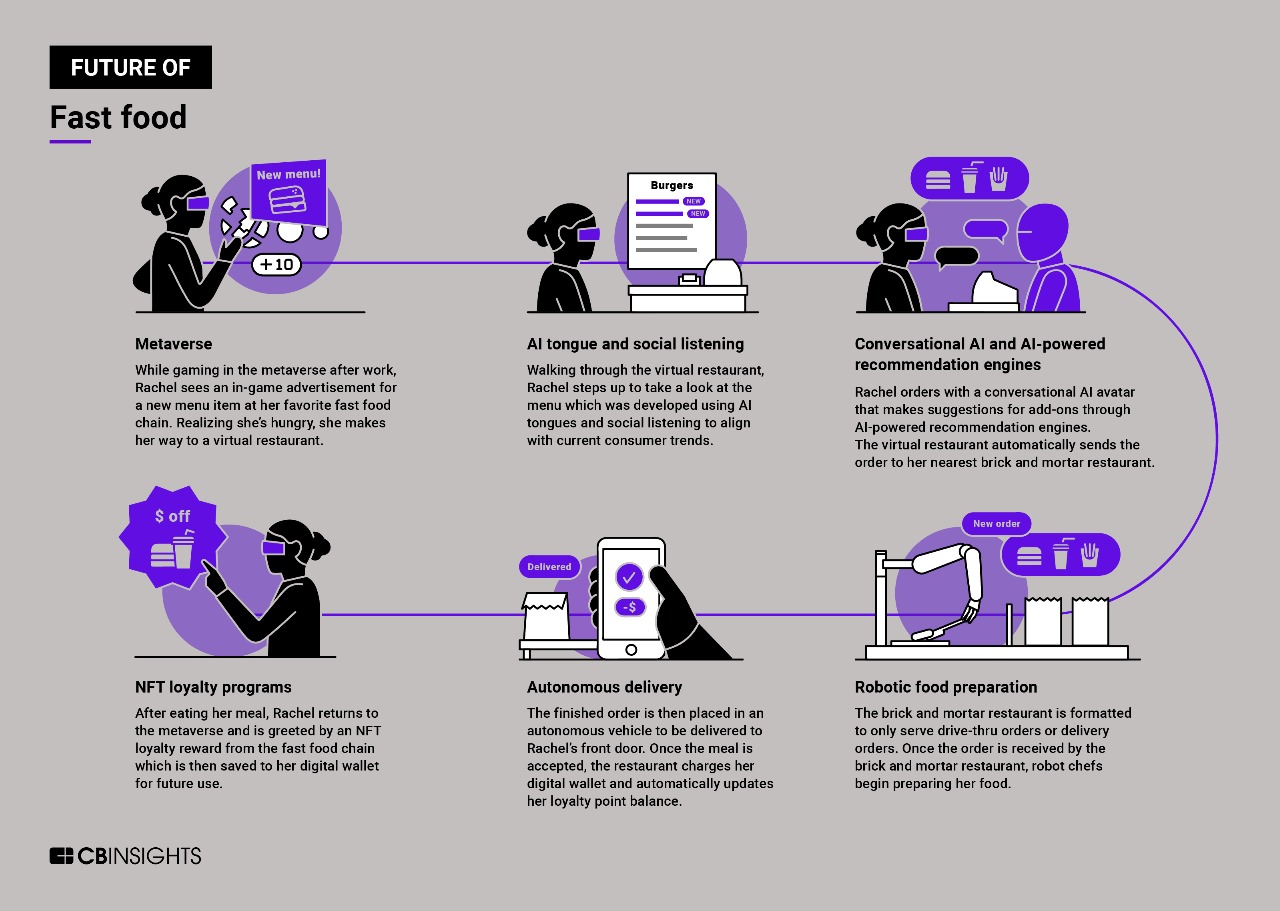 FUTURE OF
Fast food
New menu!
+10
Metaverse
While gaming in the metaverse after work,
Rachel sees an in-game advertisement for
a new menu item at her favorite fast food
chain. Realizing she's hungry, she makes
her way to a virtual restaurant.
Burgers
NEW
NEW
AI tongue and social listening
Walking through the virtual restaurant,
Rachel steps up to take a look at the
menu which was developed using AI
tongues and social listening to align
with current consumer trends.
Conversational AI and AI-powered
recommendation engines
Rachel orders with a conversational AI avatar
that makes suggestions for add-ons through
AI-powered recommendation engines.
The virtual restaurant automatically sends the
order to her nearest brick and mortar restaurant.
$ off
NFT loyalty programs
After eating her meal, Rachel returns to
the metaverse and is greeted by an NFT
loyalty reward from the fast food chain
which is then saved to her digital wallet
for future use.
Delivered
-$
Autonomous delivery
The finished order is then placed in an
autonomous vehicle to be delivered to
Rachel's front door. Once the meal is
accepted, the restaurant charges her
digital wallet and automatically updates
her loyalty point balance.
New order
Robotic food preparation
The brick and mortar restaurant is formatted
to only serve drive-thru orders or delivery
orders. Once the order is received by the
brick and mortar restaurant, robot chefs
begin preparing her food.
CBINSIGHTS